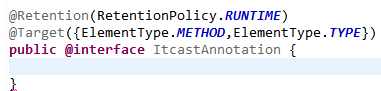 @Retention(RetentionPolicy.RUNTIME)
@Target({ElementType.METHOD,ElementType.TYPE})
public @interface ItcastAnnotation {
}